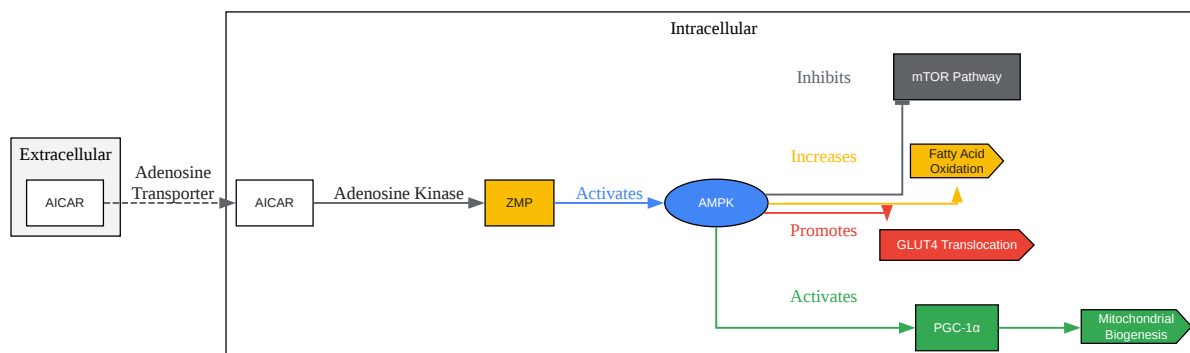 Intracellular
Inhibits
mTOR Pathway
Extracellular
AICAR
Adenosine
Transporter
AICAR
Adenosine Kinase
ZMP
Activates
AMPK
Increases
Fatty Acid
Oxidation
Promotes
GLUT4 Translocation
Activates
PGC-1α
Mitochondrial
Biogenesis